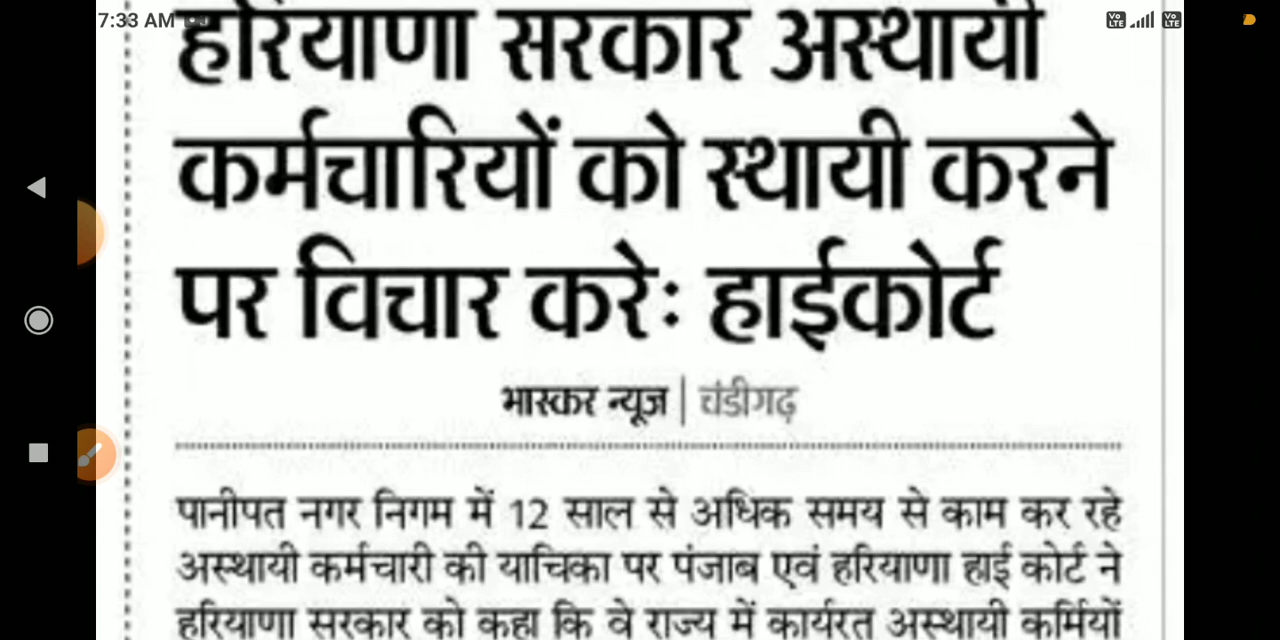 7:33 AM
हरियाणा सरकार अस्थायी
कर्मचारियों को स्थायी करने
पर विचार करेः हाईकोर्ट
भास्कर न्यूज | चंडीगढ़
पानीपत नगर निगम में 12 साल से अधिक समय से काम कर रहे
अस्थायी कर्मचारी की याचिका पर पंजाब एवं हरियाणा हाई कोर्ट ने
हरियाणा सरकार को कहा कि वे राज्य में कार्यरत अस्थायी कर्मियों